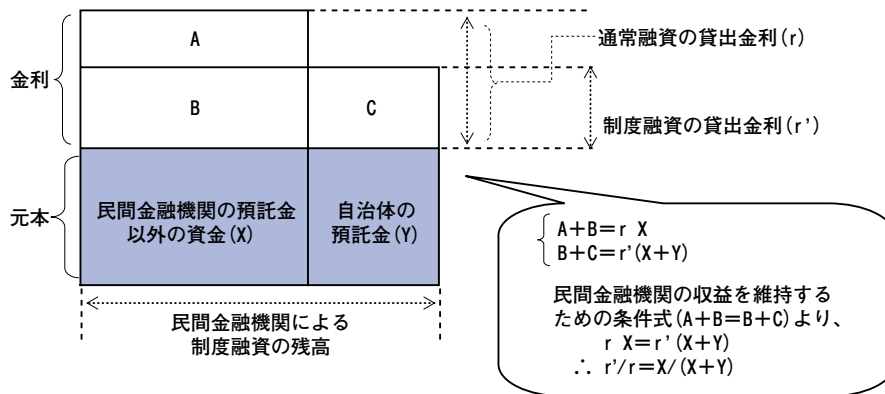 A
通常融資の貸出金利(r)
金利
B
C
制度融資の貸出金利(r')
元本
民間金融機関の預託金
以外の資金(X)
自治体の
預託金(Y)
A+B=r X
B+C=r'(X+Y)
民間金融機関の収益を維持する
ための条件式(A+B=B+C)より、
r X=r'(X+Y)
∴ r'/r=X/(X+Y)
民間金融機関による
制度融資の残高